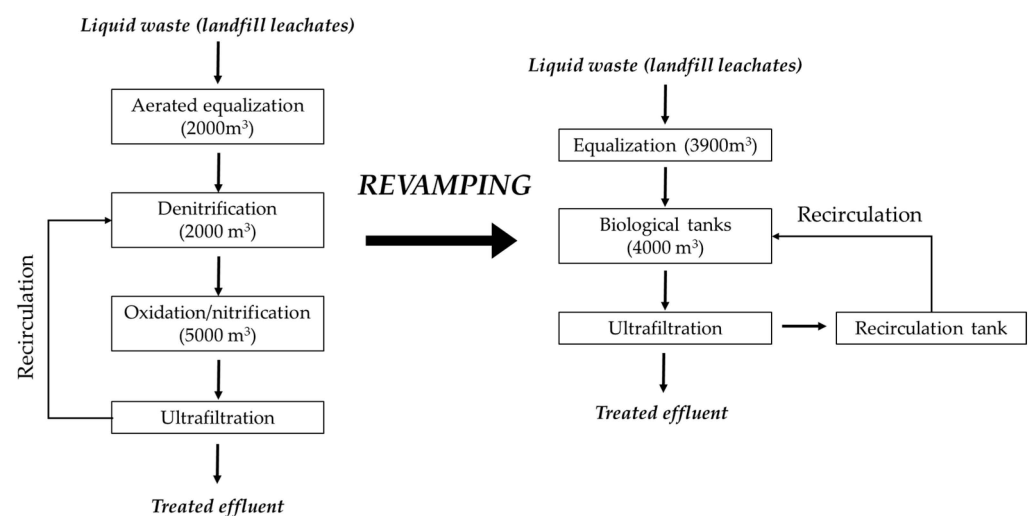 Liquid waste (landfill leachates)
Aerated equalization
(2000m³)
Denitrification
(2000 m³)
Oxidation/nitrification
(5000 m³)
Ultrafiltration
Treated effluent
Recirculation
REVAMPING
Liquid waste (landfill leachates)
Equalization (3900m³)
Biological tanks
(4000 m³)
Recirculation
Ultrafiltration
Recirculation tank
Treated effluent